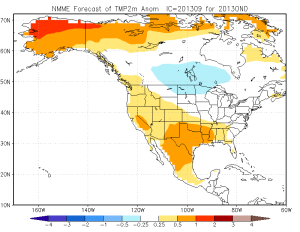 NMME Forecast of TMP2m Anom IC=201309 for 2013OND
70N
60N
50N
40N
30N
20N
10N
160W 140W 120W 100W 80W 60W
-4 -3 -2 -1 -0.5 -0.25 0.25 0.5 1 2 3 4